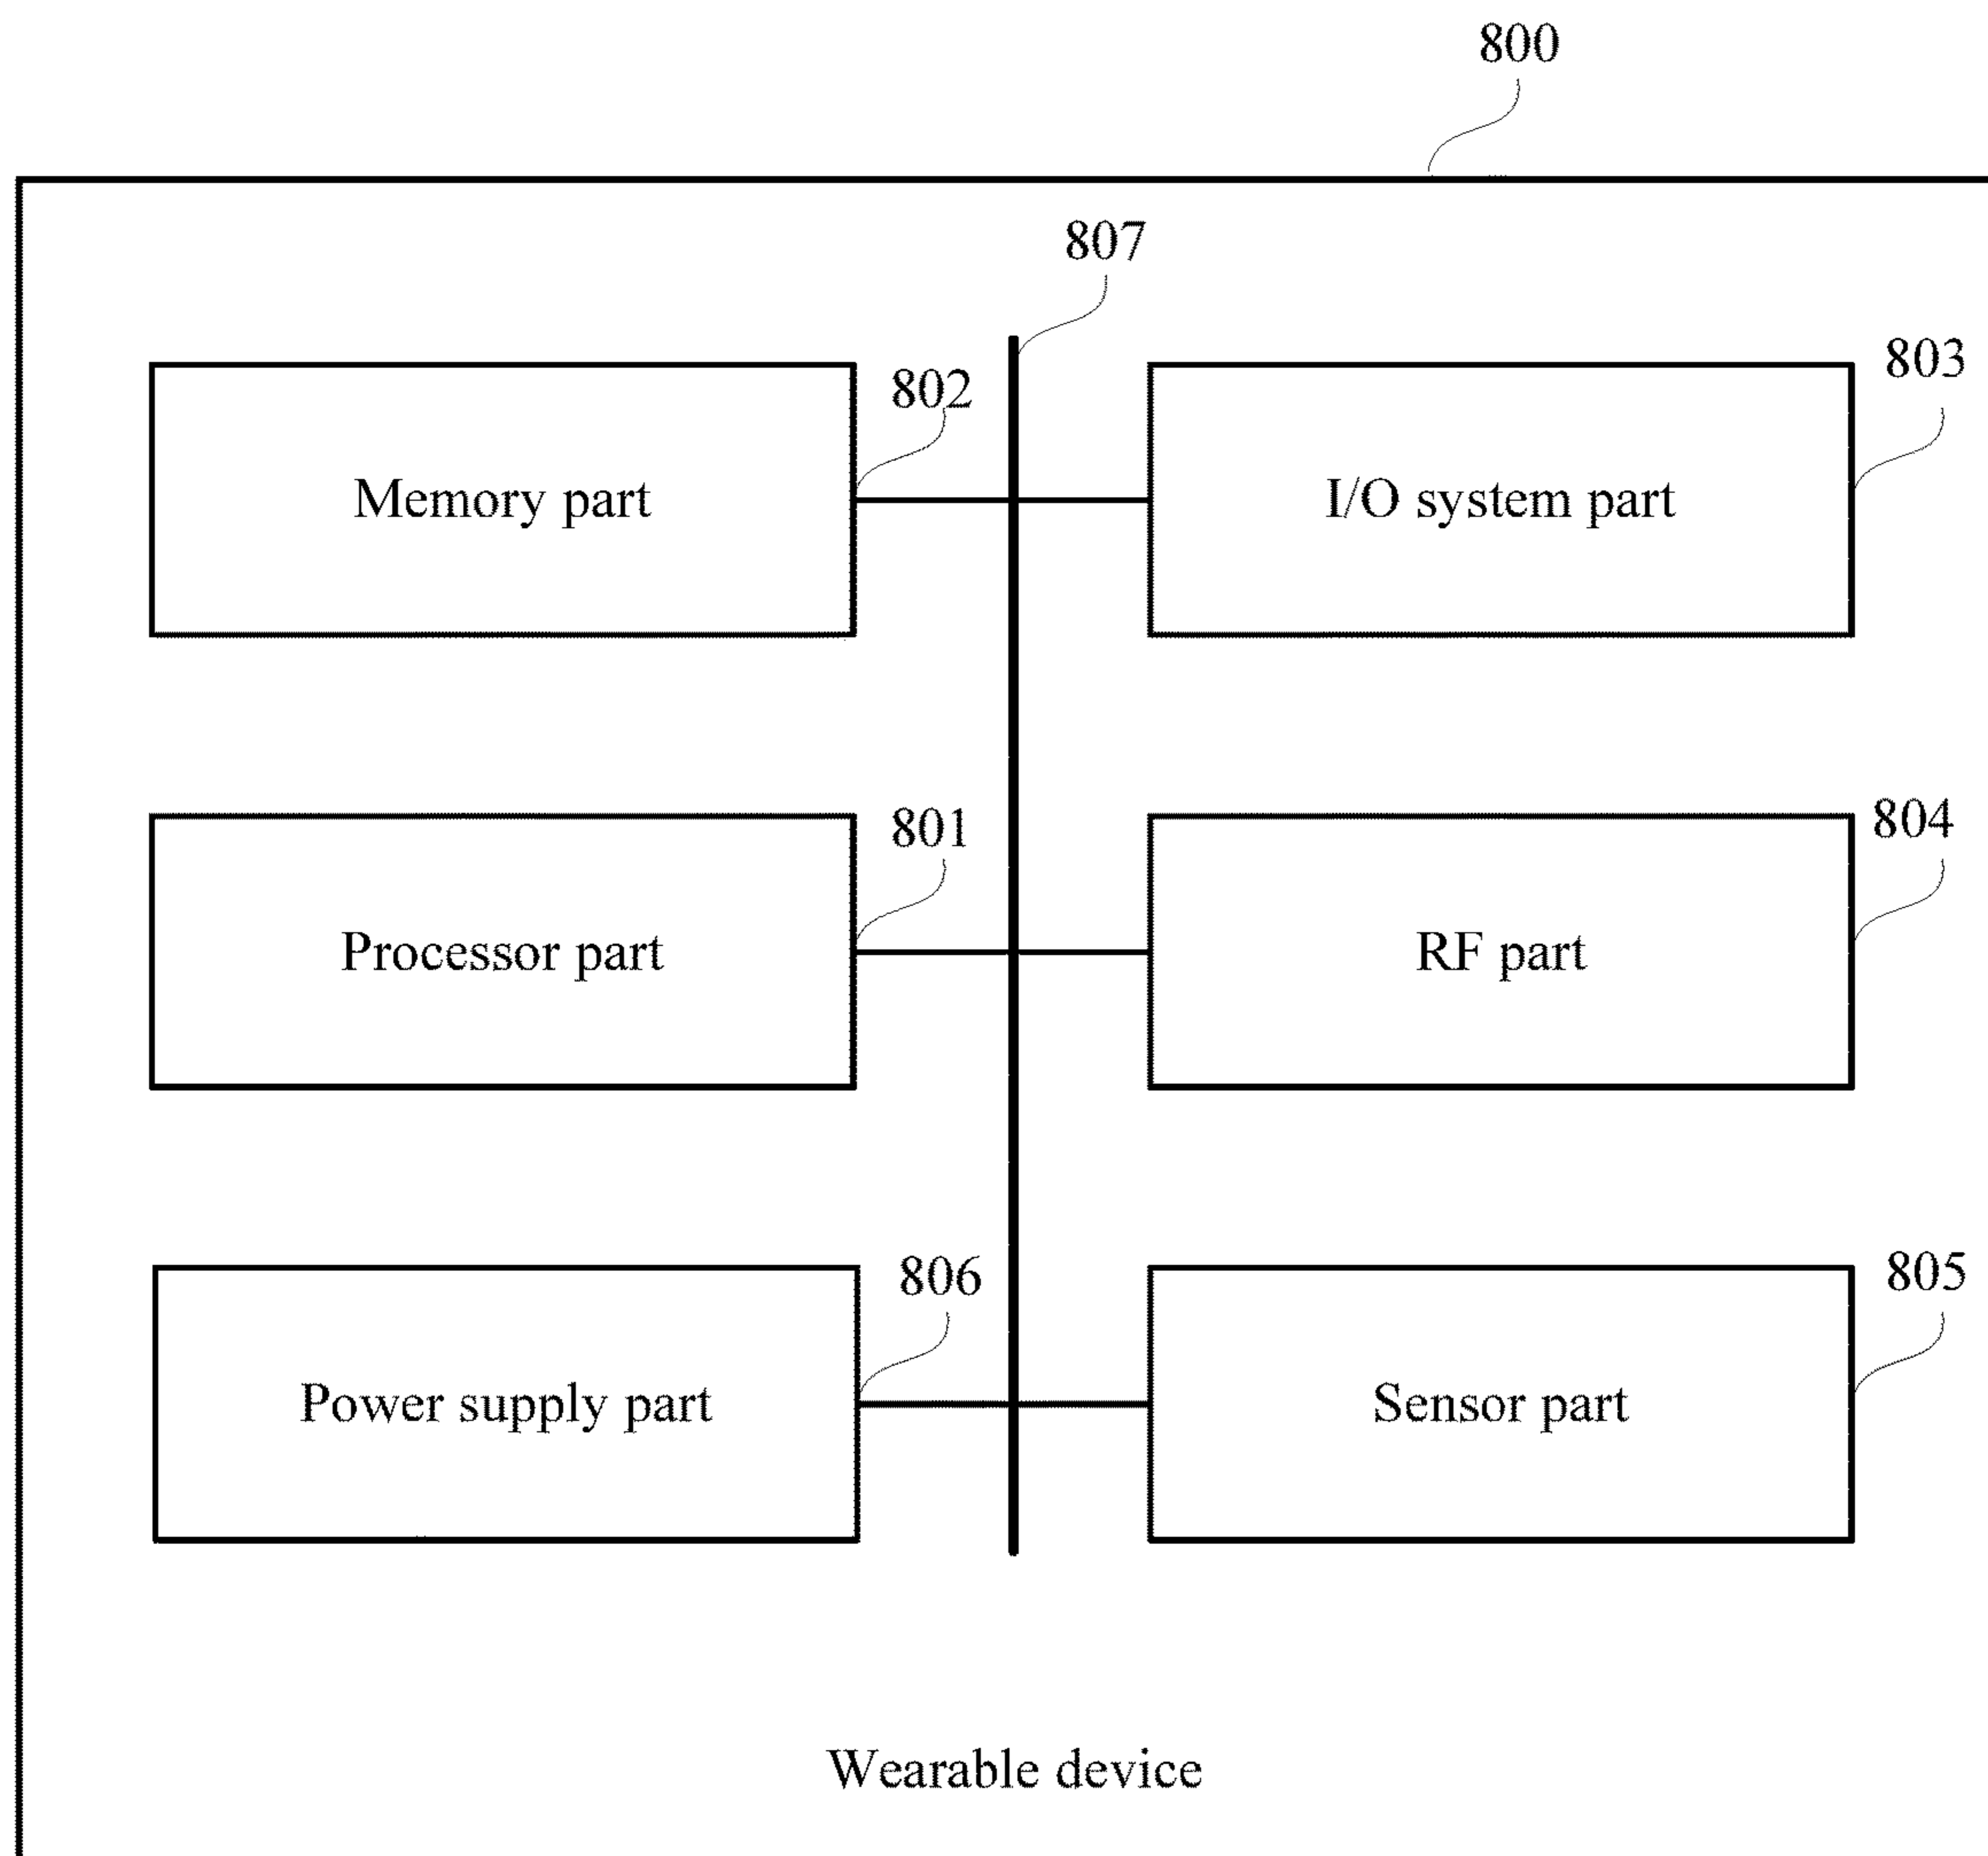 800
807
802
803
Memory part
I/O system part
801
804
Processor part
RF part
806
805
Power supply part
Sensor part
Wearable device